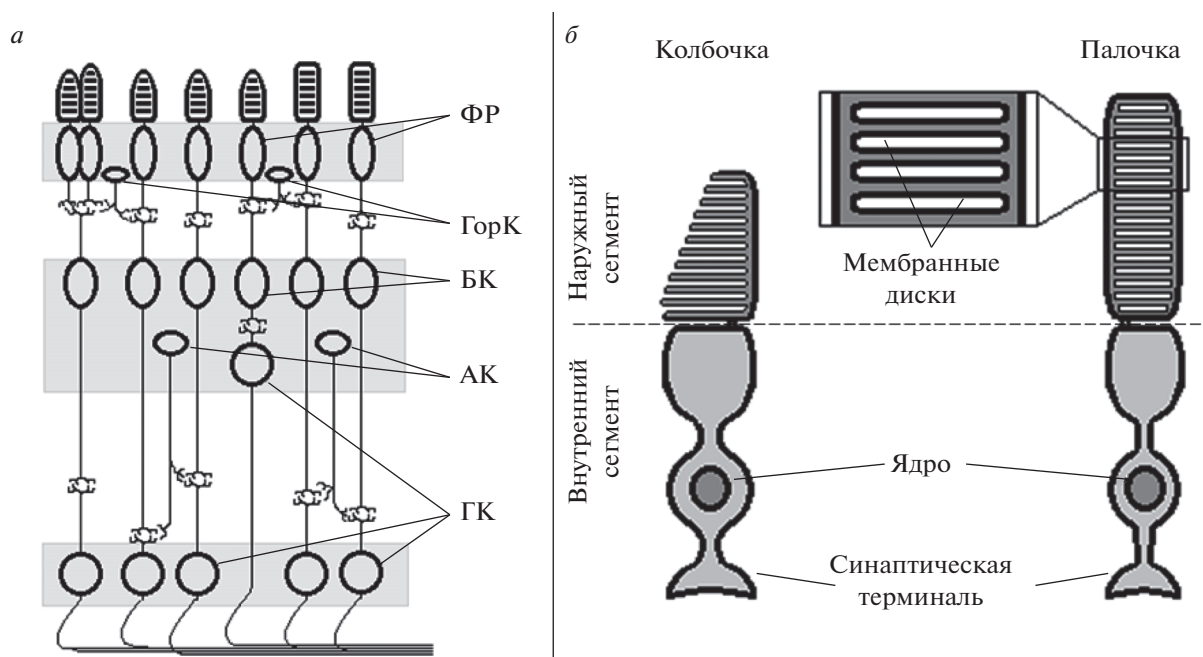 а
ФР
ГорК
БК
АК
ГК
б
Колбочка
Палочка
Наружный
сегмент
Мембранные
диски
Внутренний
сегмент
Ядро
Синаптическая
терминаль